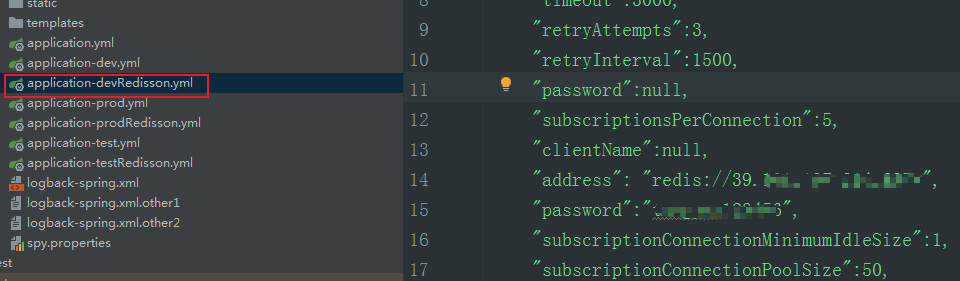 static
templates
application.yml
application-dev.yml
application-devRedisson.yml
application-prod.yml
application-prodRedisson.yml
application-test.yml
application-testRedisson.yml
logback-spring.xml
logback-spring.xml.other1
logback-spring.xml.other2
spy.properties
est
8 "timeout":3000,
9 "retryAttempts":3,
10 "retryInterval":1500,
11 "password":null,
12 "subscriptionsPerConnection":5,
13 "clientName":null,
14 "address": "redis://39.
15 "password":"
16 "subscriptionConnectionMinimumIdleSize":1,
17 "subscriptionConnectionPoolSize":50,